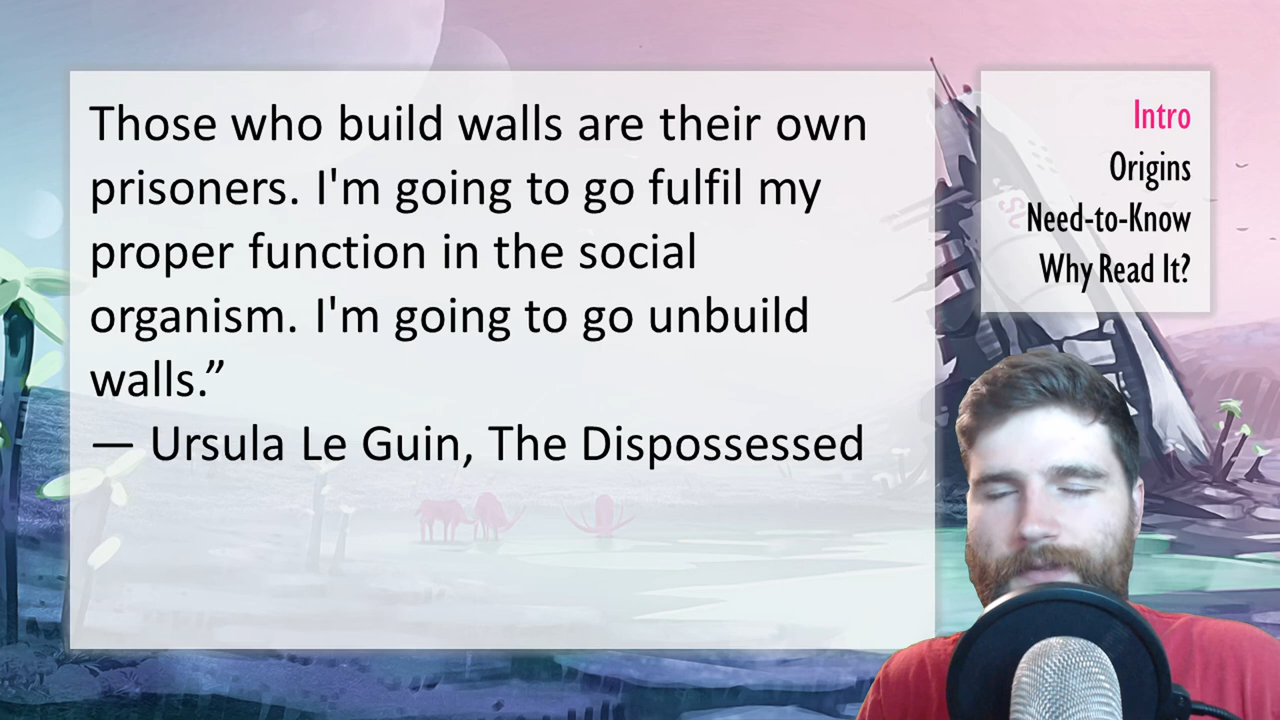 Those who build walls are their own
prisoners. I'm going to go fulfil my
proper function in the social
organism. I'm going to go unbuild
walls.”
— Ursula Le Guin, The Dispossessed
Intro
Origins
Need-to-Know
Why Read It?